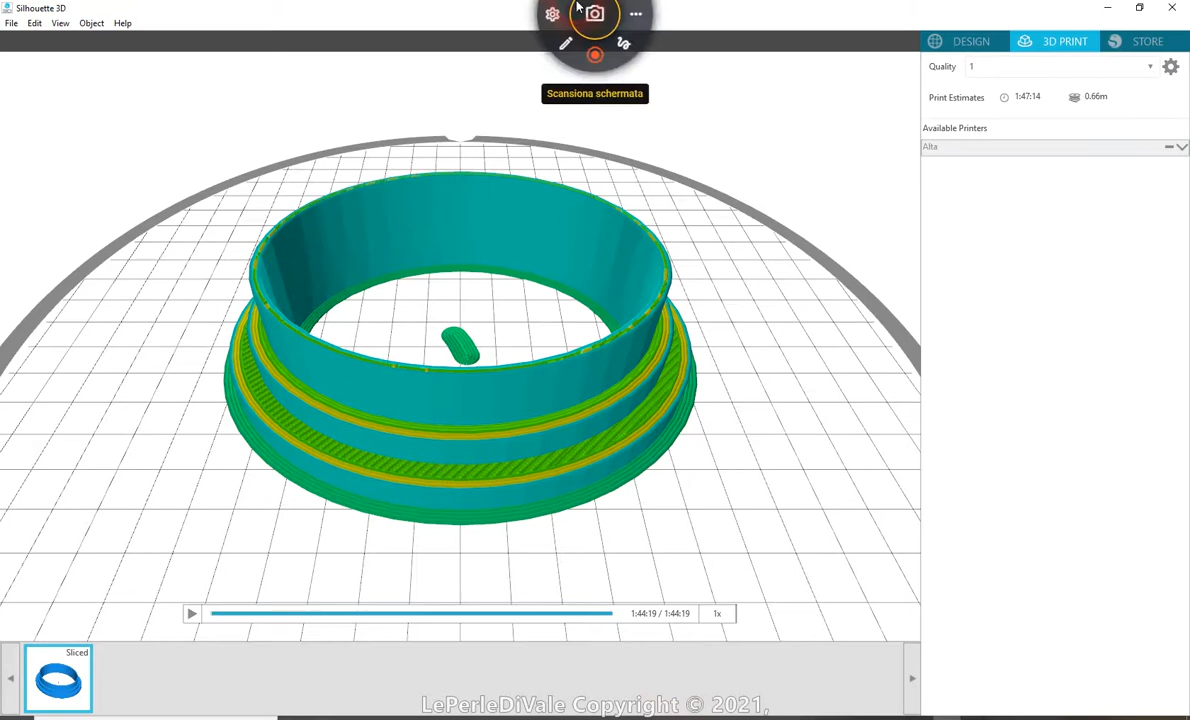 Silhouette 3D
File Edit View Object Help
Scansiona schermata
DESIGN 3D PRINT STORE
Quality 1
Print Estimates 1:47:14 0.66m
Available Printers
Alta
1:44:19 / 1:44:19 1x
Sliced
LePerleDiVale Copyright © 2021,